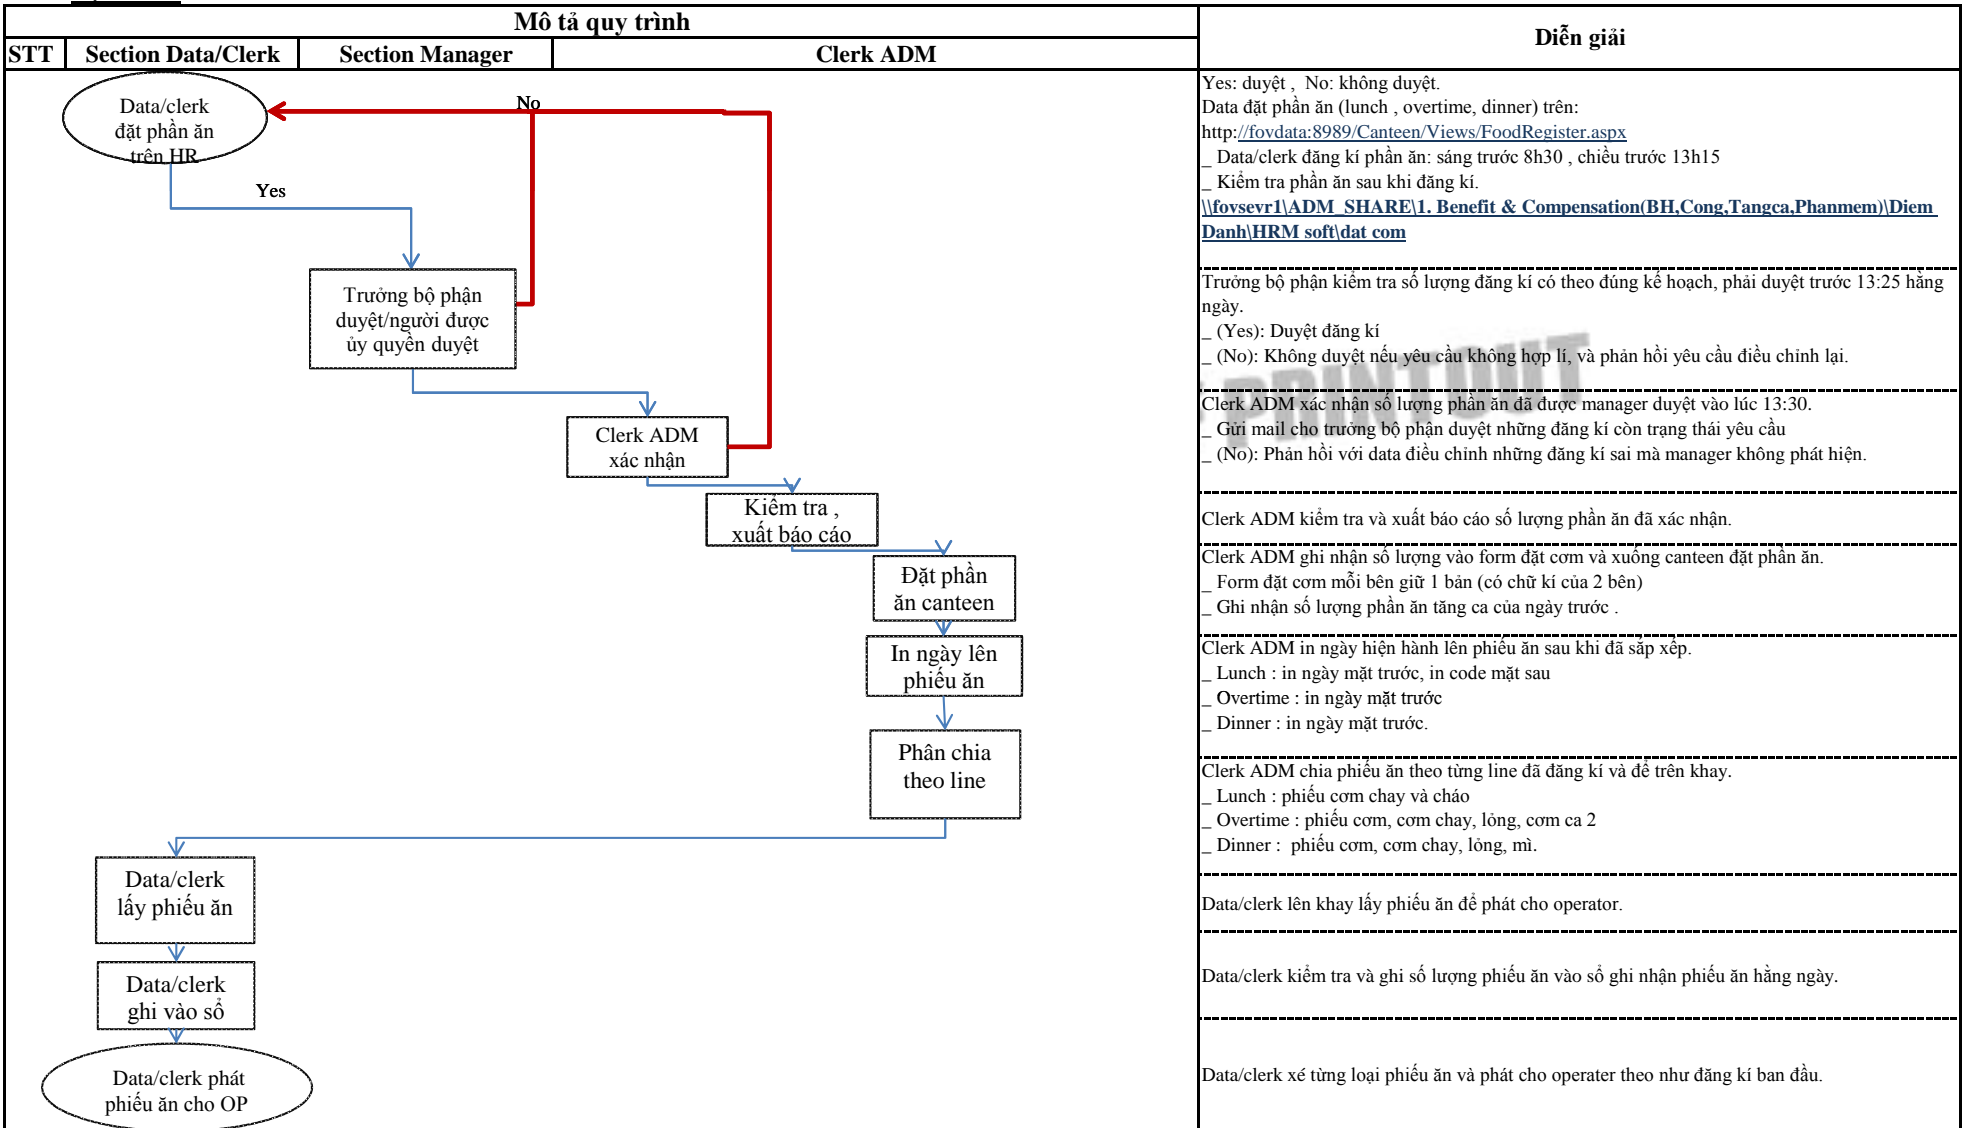 Mô tả quy trình
Diễn giải
STT
Section Data/Clerk
Section Manager
Clerk ADM
Data/clerk
đặt phần ăn
trên HR
No
Yes
Trưởng bộ phận
duyệt/người được
ủy quyền duyệt
Clerk ADM
xác nhận
Kiểm tra ,
xuất báo cáo
Đặt phần
ăn canteen
In ngày lên
phiếu ăn
Phân chia
theo line
Data/clerk
lấy phiếu ăn
Data/clerk
ghi vào sổ
Data/clerk phát
phiếu ăn cho OP
Yes: duyệt , No: không duyệt.
Data đặt phần ăn (lunch , overtime, dinner) trên:
http://fovdata:8989/Canteen/Views/FoodRegister.aspx
_ Data/clerk đăng kí phần ăn: sáng trước 8h30 , chiều trước 13h15
_ Kiểm tra phần ăn sau khi đăng kí.
\\fovsevr1\ADM_SHARE\1. Benefit & Compensation(BH,Cong,Tangca,Phanmem)\Diem
Danh\HRM soft\dat com
Trưởng bộ phận kiểm tra số lượng đăng kí có theo đúng kế hoạch, phải duyệt trước 13:25 hằng
ngày.
_ (Yes): Duyệt đăng kí
_ (No): Không duyệt nếu yêu cầu không hợp lí, và phản hồi yêu cầu điều chỉnh lại.
PRINTOUT
Clerk ADM xác nhận số lượng phần ăn đã được manager duyệt vào lúc 13:30.
_ Gửi mail cho trưởng bộ phận duyệt những đăng kí còn trạng thái yêu cầu
_ (No): Phản hồi với data điều chỉnh những đăng kí sai mà manager không phát hiện.
Clerk ADM kiểm tra và xuất báo cáo số lượng phần ăn đã xác nhận.
Clerk ADM ghi nhận số lượng vào form đặt cơm và xuống canteen đặt phần ăn.
_ Form đặt cơm mỗi bên giữ 1 bản (có chữ kí của 2 bên)
_ Ghi nhận số lượng phần ăn tăng ca của ngày trước .
Clerk ADM in ngày hiện hành lên phiếu ăn sau khi đã sắp xếp.
_ Lunch : in ngày mặt trước, in code mặt sau
_ Overtime : in ngày mặt trước
_ Dinner : in ngày mặt trước.
Clerk ADM chia phiếu ăn theo từng line đã đăng kí và để trên khay.
_ Lunch : phiếu cơm chay và cháo
_ Overtime : phiếu cơm, cơm chay, lỏng, cơm ca 2
_ Dinner : phiếu cơm, cơm chay, lỏng, mì.
Data/clerk lên khay lấy phiếu ăn để phát cho operator.
Data/clerk kiểm tra và ghi số lượng phiếu ăn vào sổ ghi nhận phiếu ăn hằng ngày.
Data/clerk xé từng loại phiếu ăn và phát cho operater theo như đăng kí ban đầu.